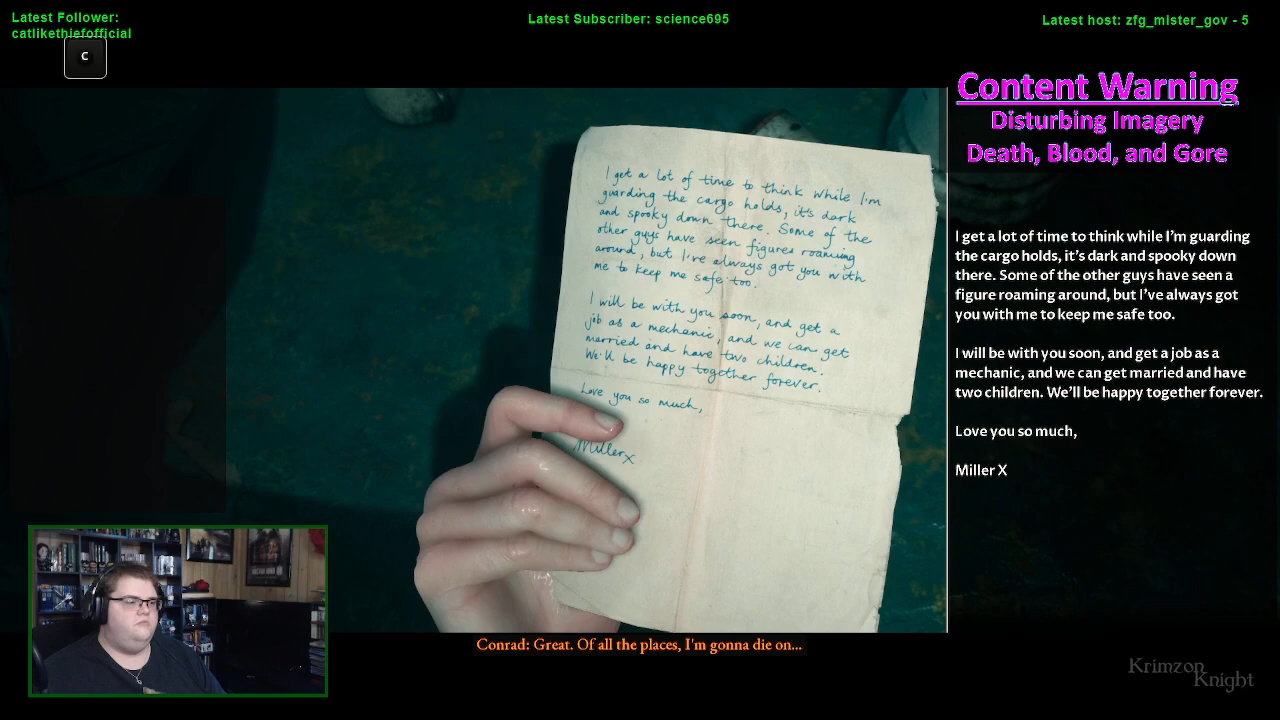 Latest Follower:
catlikethiefofficial
Latest Subscriber: science695
Latest host: zfg_mister_gov - 5
C
Content Warning
Disturbing Imagery
Death, Blood, and Gore
I get a lot of time to think while I'm
guarding the cargo holds, it's dark
and spooky down there. Some of the
other guys have seen figures roaming
around, but I've always got you with
me to keep me safe too.
I will be with you soon, and get a
job as a mechanic, and we can get
married and have two children.
We'll be happy together forever.
Love you so much,
Miller X
I get a lot of time to think while I'm guarding
the cargo holds, it's dark and spooky down
there. Some of the other guys have seen a
figure roaming around, but I've always got
you with me to keep me safe too.
I will be with you soon, and get a job as a
mechanic, and we can get married and have
two children. We'll be happy together forever.
Love you so much,
Miller X
Conrad: Great. Of all the places, I'm gonna die on...
Krimzon
Knight